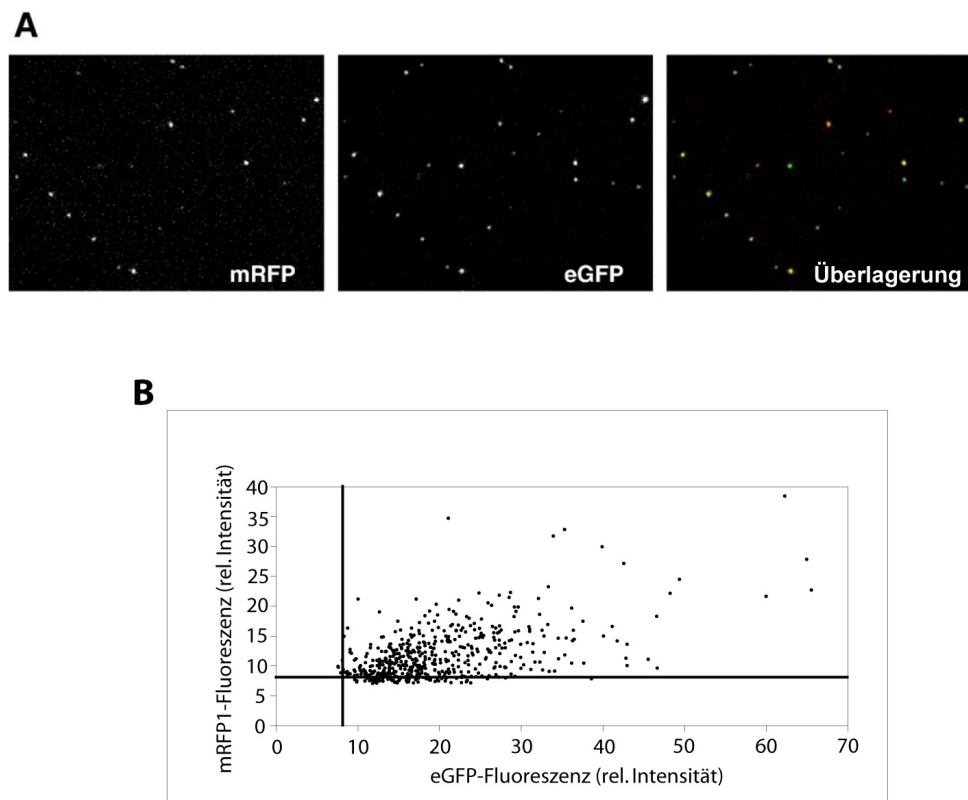 A
mRFP
eGFP
Überlagerung
B
mRFP1-Fluoreszenz (rel. Intensität)
40
35
30
25
20
15
10
5
0
0 10 20 30 40 50 60 70
eGFP-Fluoreszenz (rel. Intensität)